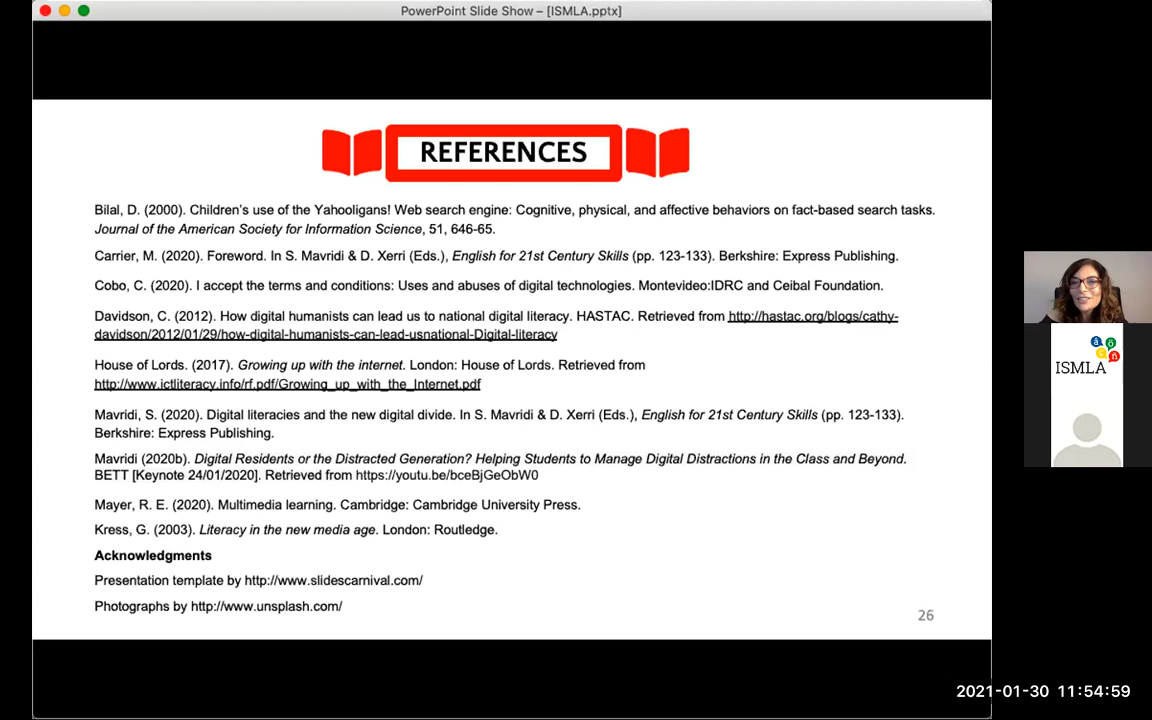 PowerPoint Slide Show – [ISMLA.pptx]
REFERENCES
Bilal, D. (2000). Children's use of the Yahooligans! Web search engine: Cognitive, physical, and affective behaviors on fact-based search tasks.
Journal of the American Society for Information Science, 51, 646-65.
Carrier, M. (2020). Foreword. In S. Mavridi & D. Xerri (Eds.), English for 21st Century Skills (pp. 123-133). Berkshire: Express Publishing.
Cobo, C. (2020). I accept the terms and conditions: Uses and abuses of digital technologies. Montevideo:IDRC and Ceibal Foundation.
Davidson, C. (2012). How digital humanists can lead us to national digital literacy. HASTAC. Retrieved from http://hastac.org/blogs/cathy-
davidson/2012/01/29/how-digital-humanists-can-lead-usnational-Digital-literacy
House of Lords. (2017). Growing up with the internet. London: House of Lords. Retrieved from
http://www.ictliteracy.info/rf.pdf/Growing_up_with_the_Internet.pdf
Mavridi, S. (2020). Digital literacies and the new digital divide. In S. Mavridi & D. Xerri (Eds.), English for 21st Century Skills (pp. 123-133).
Berkshire: Express Publishing.
Mavridi (2020b). Digital Residents or the Distracted Generation? Helping Students to Manage Digital Distractions in the Class and Beyond.
BETT [Keynote 24/01/2020]. Retrieved from https://youtu.be/bceBjGeObW0
Mayer, R. E. (2020). Multimedia learning. Cambridge: Cambridge University Press.
Kress, G. (2003). Literacy in the new media age. London: Routledge.
Acknowledgments
Presentation template by http://www.slidescarnival.com/
Photographs by http://www.unsplash.com/
26
ISMLA
2021-01-30 11:54:59